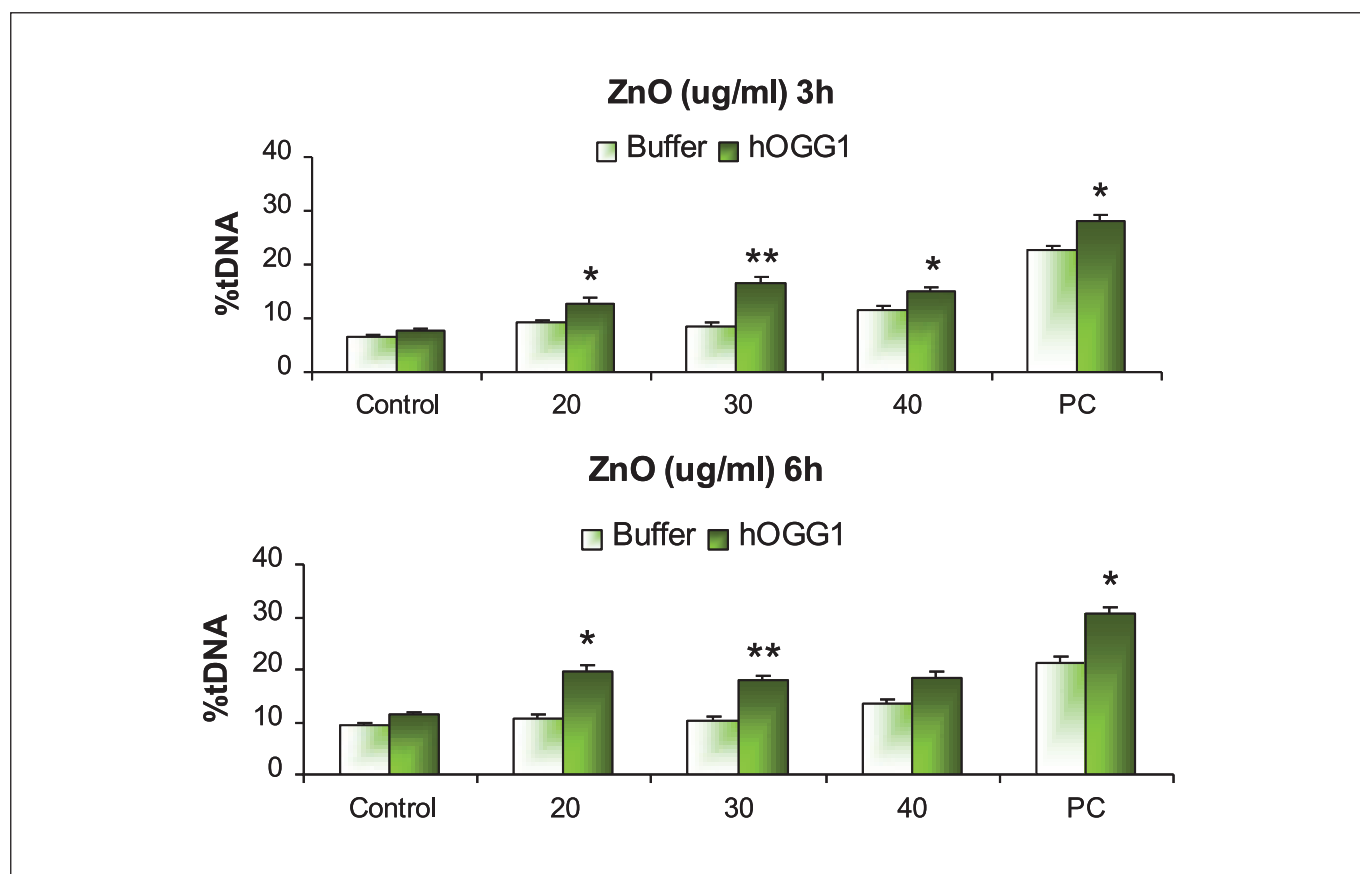 ZnO (ug/ml) 3h
Buffer hOGG1
%tDNA
40
30
20
10
0
*
**
*
*
Control 20 30 40 PC
ZnO (ug/ml) 6h
Buffer hOGG1
%tDNA
40
30
20
10
0
*
**
*
Control 20 30 40 PC